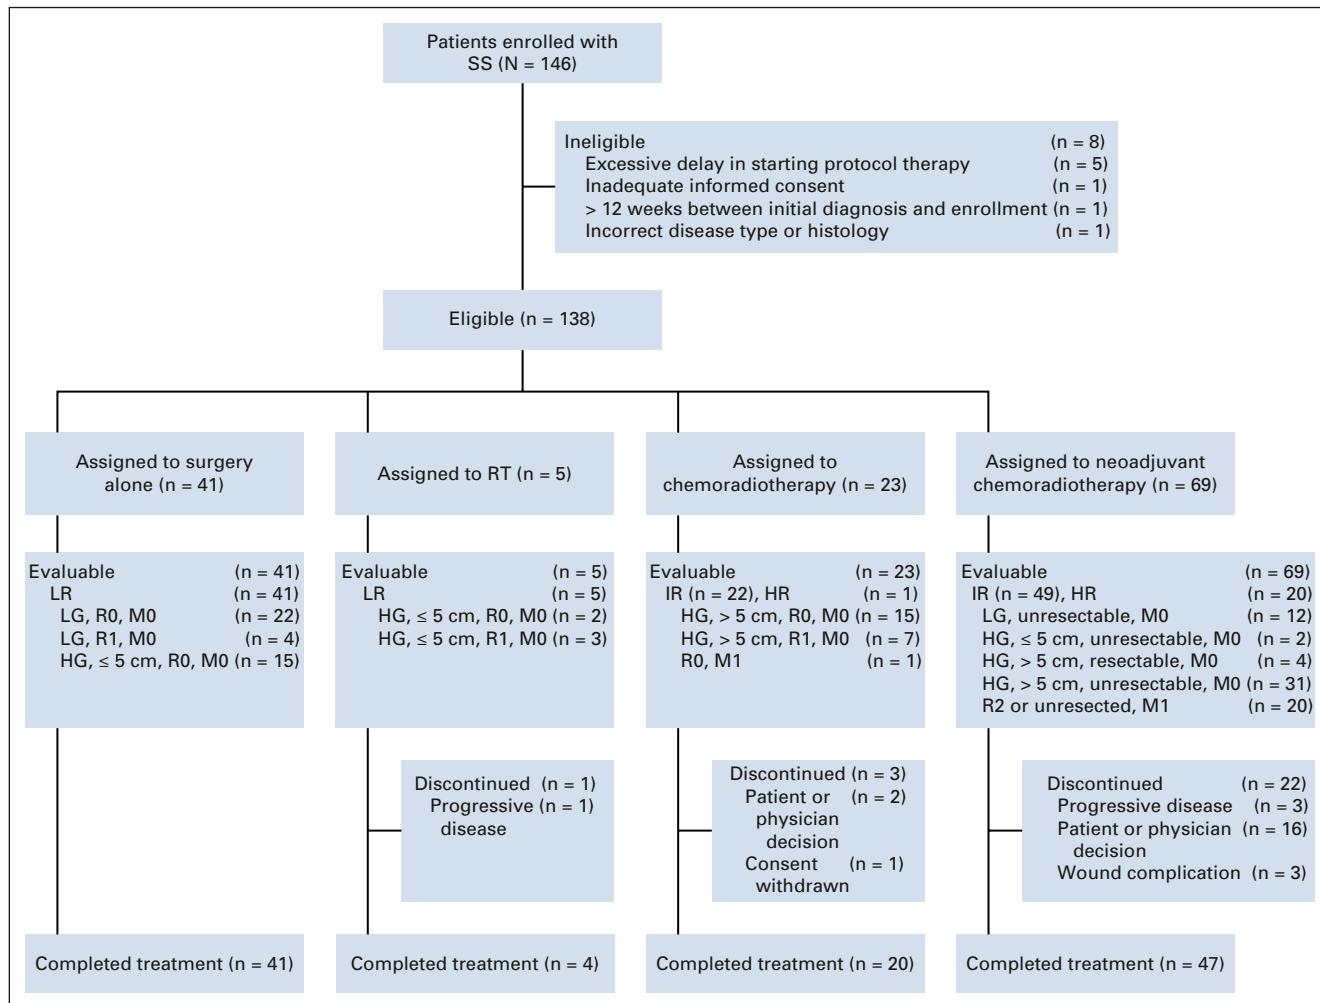 Patients enrolled with
SS (N = 146)
Ineligible (n = 8)
Excessive delay in starting protocol therapy (n = 5)
Inadequate informed consent (n = 1)
> 12 weeks between initial diagnosis and enrollment (n = 1)
Incorrect disease type or histology (n = 1)
Eligible (n = 138)
Assigned to surgery
alone (n = 41)
Assigned to RT (n = 5)
Assigned to
chemoradiotherapy (n = 23)
Assigned to neoadjuvant
chemoradiotherapy (n = 69)
Evaluable (n = 41)
LR (n = 41)
LG, R0, M0 (n = 22)
LG, R1, M0 (n = 4)
HG, ≤ 5 cm, R0, M0 (n = 15)
Evaluable (n = 5)
LR (n = 5)
HG, ≤ 5 cm, R0, M0 (n = 2)
HG, ≤ 5 cm, R1, M0 (n = 3)
Evaluable (n = 23)
IR (n = 22), HR (n = 1)
HG, > 5 cm, R0, M0 (n = 15)
HG, > 5 cm, R1, M0 (n = 7)
R0, M1 (n = 1)
Evaluable (n = 69)
IR (n = 49), HR (n = 20)
LG, unresectable, M0 (n = 12)
HG, ≤ 5 cm, unresectable, M0 (n = 2)
HG, > 5 cm, resectable, M0 (n = 4)
HG, > 5 cm, unresectable, M0 (n = 31)
R2 or unresected, M1 (n = 20)
Discontinued (n = 1)
Progressive (n = 1)
disease
Discontinued (n = 3)
Patient or (n = 2)
physician
decision
Consent (n = 1)
withdrawn
Discontinued (n = 22)
Progressive disease (n = 3)
Patient or physician (n = 16)
decision
Wound complication (n = 3)
Completed treatment (n = 41)
Completed treatment (n = 4)
Completed treatment (n = 20)
Completed treatment (n = 47)